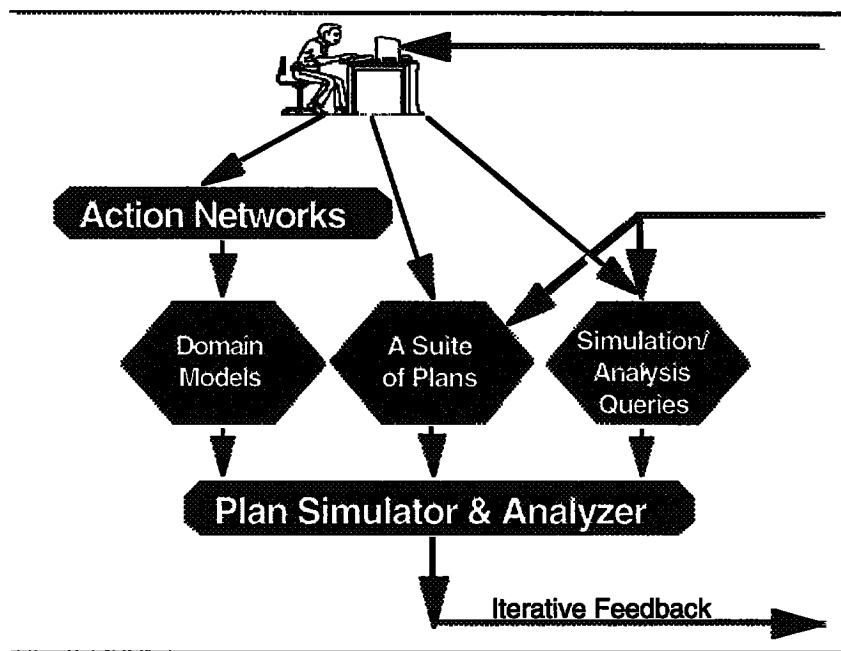 Action Networks
Domain
Models
A Suite
of Plans
Simulation/
Analysis
Queries
Plan Simulator & Analyzer
Iterative Feedback